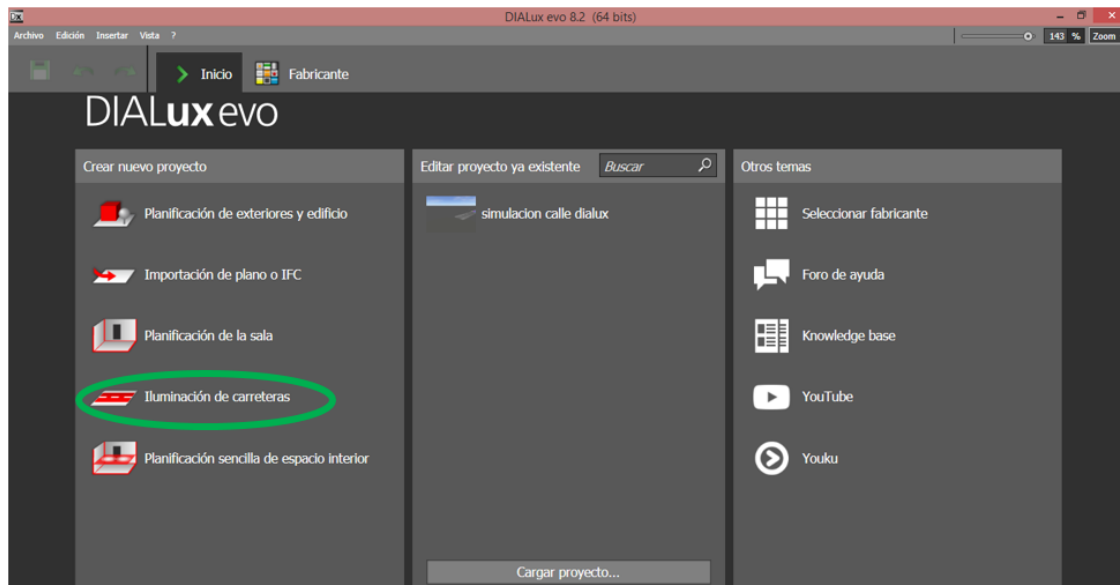 DIALux evo 8.2 (64 bits)
Archivo Edición Insertar Vista ?
143 % Zoom
Inicio Fabricante
DIALux evo
Crear nuevo proyecto
Planificación de exteriores y edificio
Importación de plano o IFC
Planificación de la sala
Iluminación de carreteras
Planificación sencilla de espacio interior
Editar proyecto ya existente Buscar
simulacion calle dialux
Cargar proyecto...
Otros temas
Seleccionar fabricante
Foro de ayuda
Knowledge base
YouTube
Youku